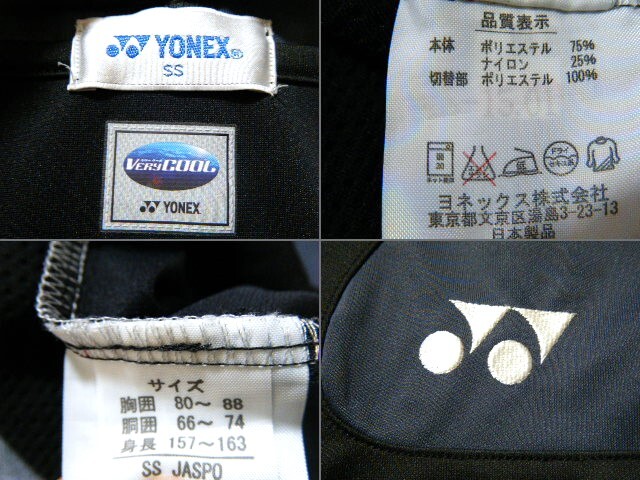 YONEX®
SS
VERYCOOL
YONEX
品質表示
本体 ポリエステル 75%
ナイロン 25%
切替部 ポリエステル 100%
ヨネックス株式会社
東京都文京区湯島3-23-13
日本製品
サイズ
胸囲 80〜 88
胴囲 66〜 74
身長 157〜163
SS JASPO